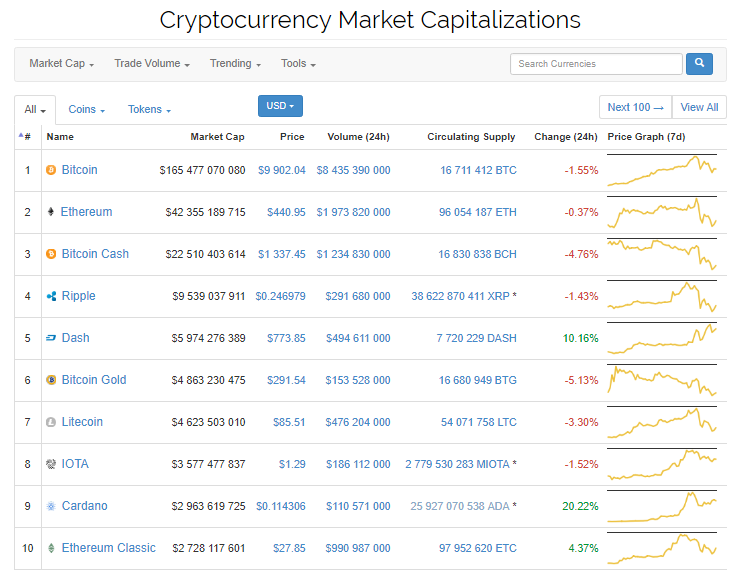 Cryptocurrency Market Capitalizations
Market Cap Trade Volume Trending Tools Search Currencies
All Coins Tokens USD Next 100 → View All
# Name Market Cap Price Volume (24h) Circulating Supply Change (24h) Price Graph (7d)
1 Bitcoin $165 477 070 080 $9 902.04 $8 435 390 000 16 711 412 BTC -1.55%
2 Ethereum $42 355 189 715 $440.95 $1 973 820 000 96 054 187 ETH -0.37%
3 Bitcoin Cash $22 510 403 614 $1 337.45 $1 234 830 000 16 830 838 BCH -4.76%
4 Ripple $9 539 037 911 $0.246979 $291 680 000 38 622 870 411 XRP * -1.43%
5 Dash $5 974 276 389 $773.85 $494 611 000 7 720 229 DASH 10.16%
6 Bitcoin Gold $4 863 230 475 $291.54 $153 528 000 16 680 949 BTG -5.13%
7 Litecoin $4 623 503 010 $85.51 $476 204 000 54 071 758 LTC -3.30%
8 IOTA $3 577 477 837 $1.29 $186 112 000 2 779 530 283 MIOTA * -1.52%
9 Cardano $2 963 619 725 $0.114306 $110 571 000 25 927 070 538 ADA * 20.22%
10 Ethereum Classic $2 728 117 601 $27.85 $990 987 000 97 952 620 ETC 4.37%